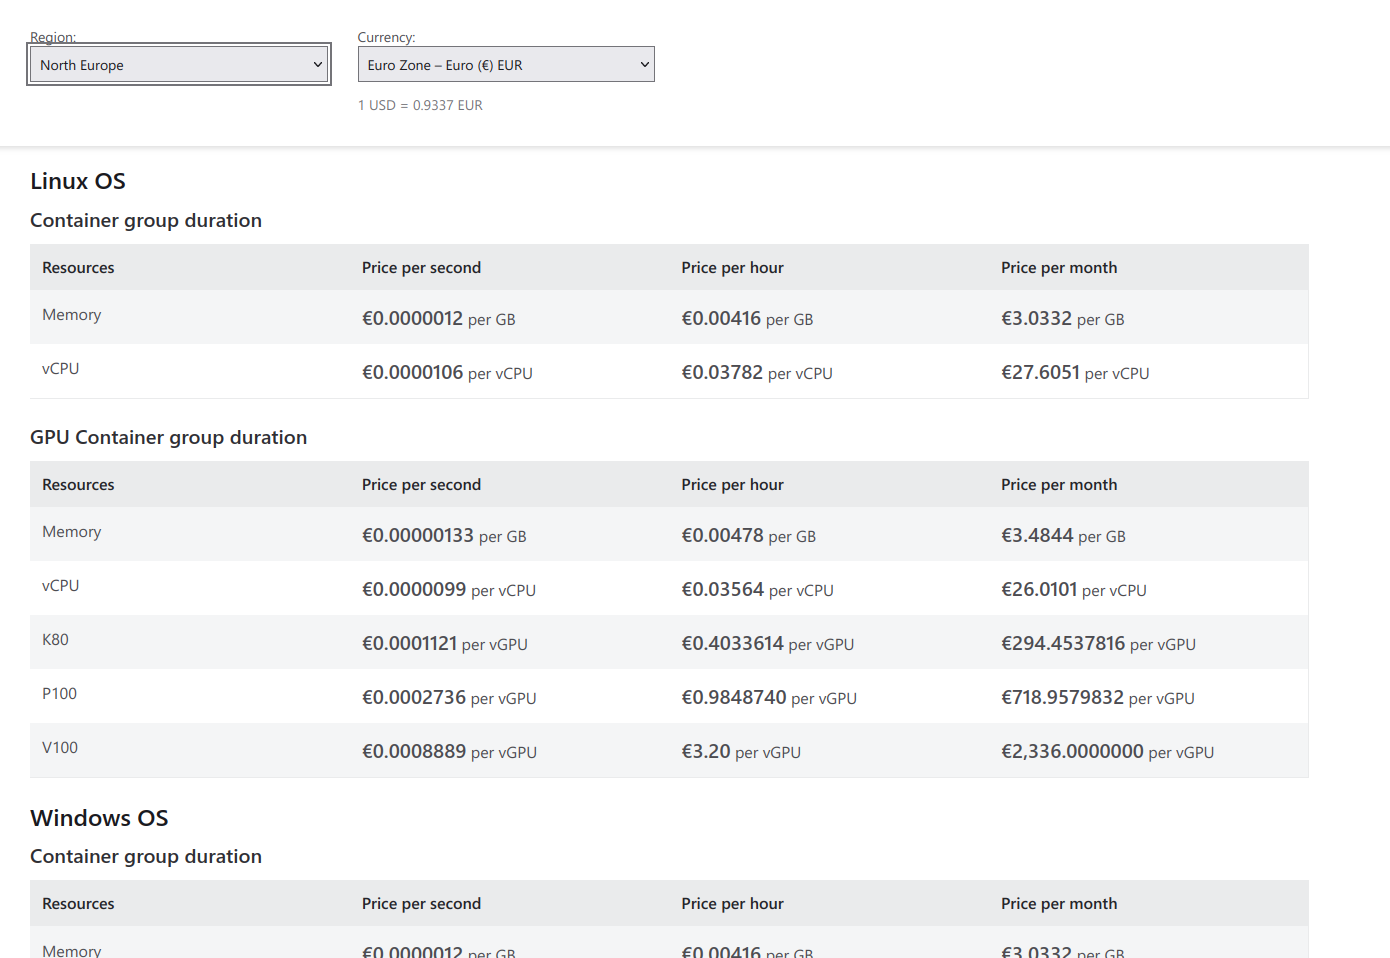 Region:
Currency:
North Europe
Euro Zone – Euro (€) EUR
1 USD = 0.9337 EUR
Linux OS
Container group duration
Resources Price per second Price per hour Price per month
Memory €0.0000012 per GB €0.00416 per GB €3.0332 per GB
vCPU €0.0000106 per vCPU €0.03782 per vCPU €27.6051 per vCPU
GPU Container group duration
Resources Price per second Price per hour Price per month
Memory €0.00000133 per GB €0.00478 per GB €3.4844 per GB
vCPU €0.0000099 per vCPU €0.03564 per vCPU €26.0101 per vCPU
K80 €0.0001121 per vGPU €0.4033614 per vGPU €294.4537816 per vGPU
P100 €0.0002736 per vGPU €0.9848740 per vGPU €718.9579832 per vGPU
V100 €0.0008889 per vGPU €3.20 per vGPU €2,336.0000000 per vGPU
Windows OS
Container group duration
Resources Price per second Price per hour Price per month
Memory €0.0000012 per GB €0.00416 per GB €3.0332 per GB